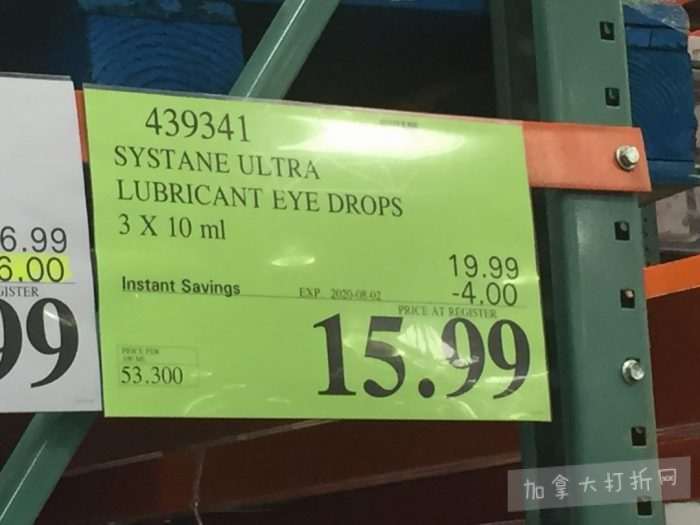 439341
SYSTANE ULTRA
LUBRICANT EYE DROPS
3 X 10 ml
19.99
Instant Savings EXP. 2020-08-02 -4.00
PRICE AT REGISTER
15.99
PRICE PER
53.300
6.99
6.00
GISTER
99
加拿大打折网